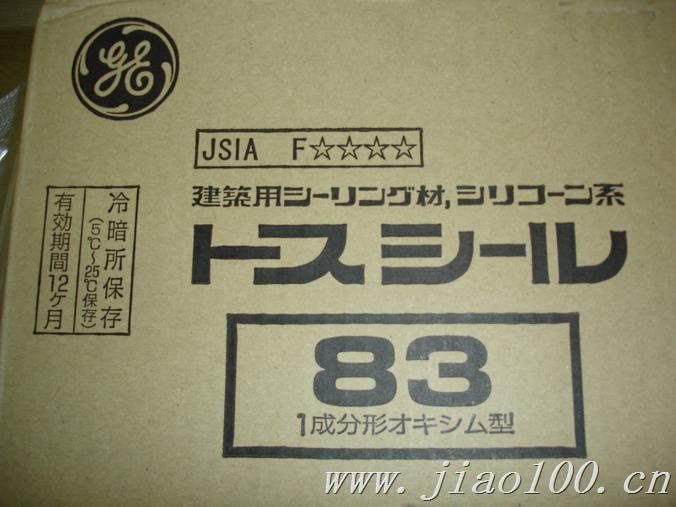 GE
JSIA F☆☆☆☆
建築用シーリング材,シリコーン系
トスシール
83
1成分形オキシム型
冷暗所保存
(5℃〜25℃保存)
有効期間12ケ月
www.jiao100.cn